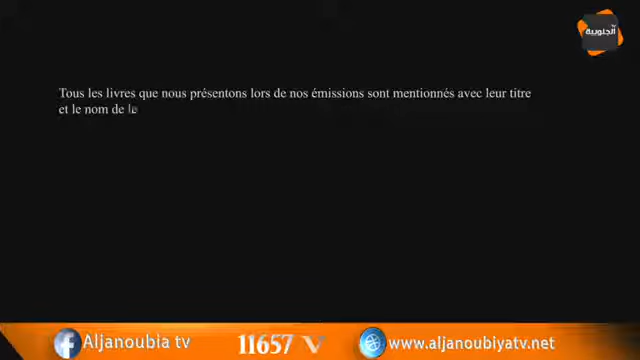 الجنوبية
tv
Tous les livres que nous présentons lors de nos émissions sont mentionnés avec leur titre
et le nom de le
Aljanoubia tv
11657 V
www.aljanoubiyatv.net